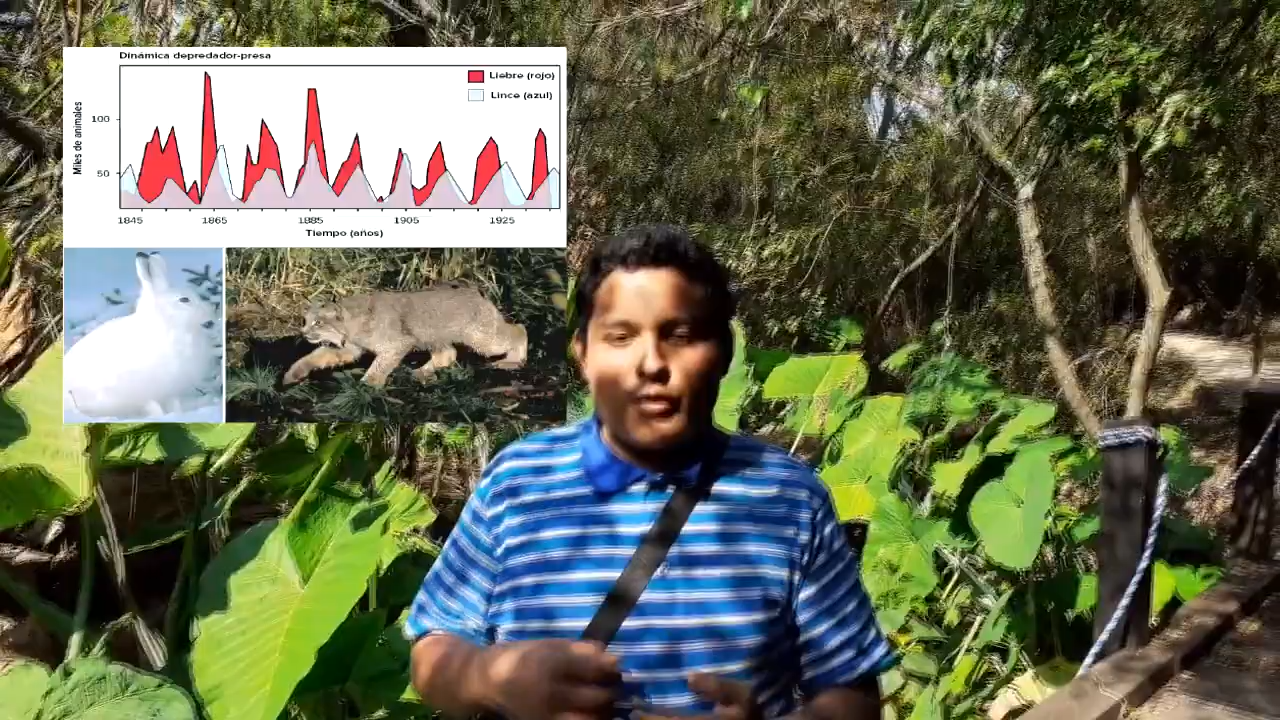 Dinámica depredador-presa
Liebre (rojo)
Lince (azul)
Miles de animales
100
50
1845
1865
1885
1905
1925
Tiempo (años)